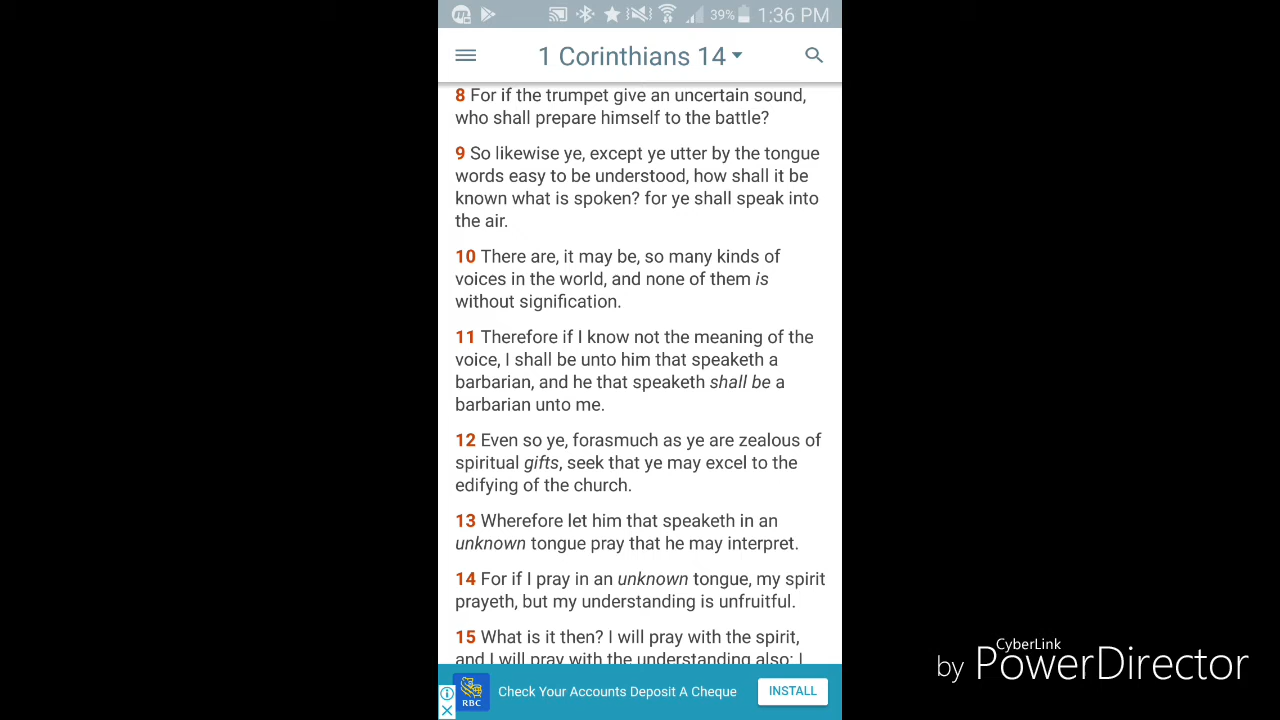 39% 1:36 PM
1 Corinthians 14
8 For if the trumpet give an uncertain sound,
who shall prepare himself to the battle?
9 So likewise ye, except ye utter by the tongue
words easy to be understood, how shall it be
known what is spoken? for ye shall speak into
the air.
10 There are, it may be, so many kinds of
voices in the world, and none of them is
without signification.
11 Therefore if I know not the meaning of the
voice, I shall be unto him that speaketh a
barbarian, and he that speaketh shall be a
barbarian unto me.
12 Even so ye, forasmuch as ye are zealous of
spiritual gifts, seek that ye may excel to the
edifying of the church.
13 Wherefore let him that speaketh in an
unknown tongue pray that he may interpret.
14 For if I pray in an unknown tongue, my spirit
prayeth, but my understanding is unfruitful.
15 What is it then? I will pray with the spirit,
and I will pray with the understanding also: I
RBC
Check Your Accounts Deposit A Cheque
INSTALL
CyberLink
by PowerDirector